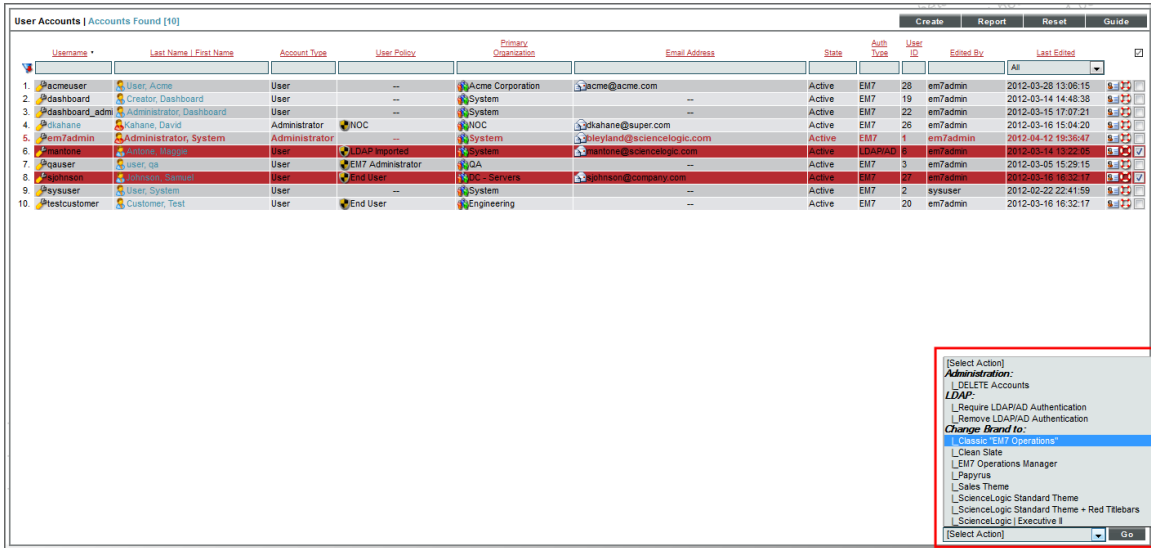 User Accounts | Accounts Found [10] Create Report Reset Guide
Username • Last Name | First Name Account Type User Policy Primary Organization Email Address State Auth Type User ID Edited By Last Edited
All
1. acmeuser User, Acme User -- Acme Corporation acme@acme.com Active EM7 28 em7admin 2012-03-28 13:06:15
2. dashboard Creator, Dashboard User -- System -- Active EM7 19 em7admin 2012-03-14 14:48:38
3. dashboard_admi Administrator, Dashboard User -- System -- Active EM7 22 em7admin 2012-03-15 17:07:21
4. dkahane Kahane, David Administrator NOC NOC dkahane@super.com Active EM7 26 em7admin 2012-03-16 15:04:20
5. em7admin Administrator, System Administrator -- System bleyland@sciencelogic.com Active EM7 1 em7admin 2012-04-12 19:36:47
6. mantone Antone, Maggie User LDAP Imported System mantone@sciencelogic.com Active LDAP/AD 6 em7admin 2012-03-14 13:22:05
7. qauser user, qa User EM7 Administrator QA -- Active EM7 3 em7admin 2012-03-05 15:29:15
8. sjohnson Johnson, Samuel User End User DC - Servers sjohnson@company.com Active EM7 27 em7admin 2012-03-16 16:32:17
9. sysuser User, System User -- System -- Active EM7 2 sysuser 2012-02-22 22:41:59
10. testcustomer Customer, Test User End User Engineering -- Active EM7 20 em7admin 2012-03-16 16:32:17
[Select Action]
Administration:
|_DELETE Accounts
LDAP:
|_Require LDAP/AD Authentication
|_Remove LDAP/AD Authentication
Change Brand to:
|_Classic "EM7 Operations"
|_Clean Slate
|_EM7 Operations Manager
|_Papyrus
|_Sales Theme
|_ScienceLogic Standard Theme
|_ScienceLogic Standard Theme + Red Titlebars
|_ScienceLogic | Executive II
[Select Action] Go